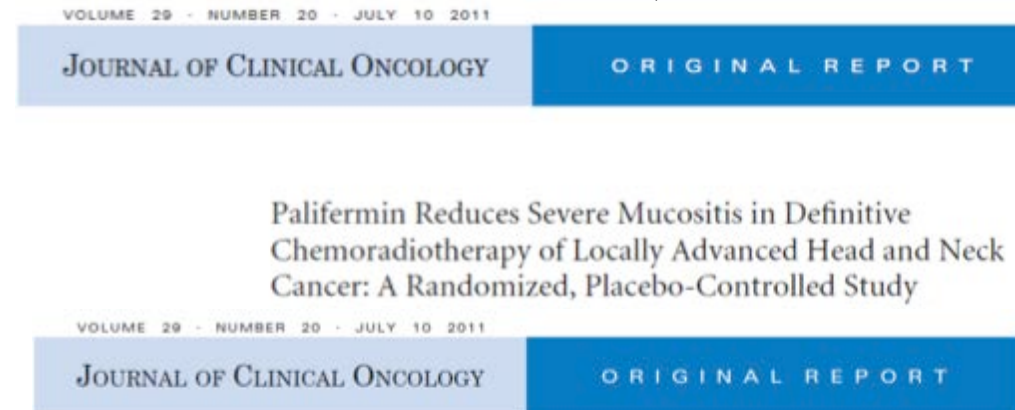 VOLUME 29 · NUMBER 20 · JULY 10 2011
JOURNAL OF CLINICAL ONCOLOGY
ORIGINAL REPORT
Palifermin Reduces Severe Mucositis in Definitive
Chemoradiotherapy of Locally Advanced Head and Neck
Cancer: A Randomized, Placebo-Controlled Study
VOLUME 29 · NUMBER 20 · JULY 10 2011
JOURNAL OF CLINICAL ONCOLOGY
ORIGINAL REPORT